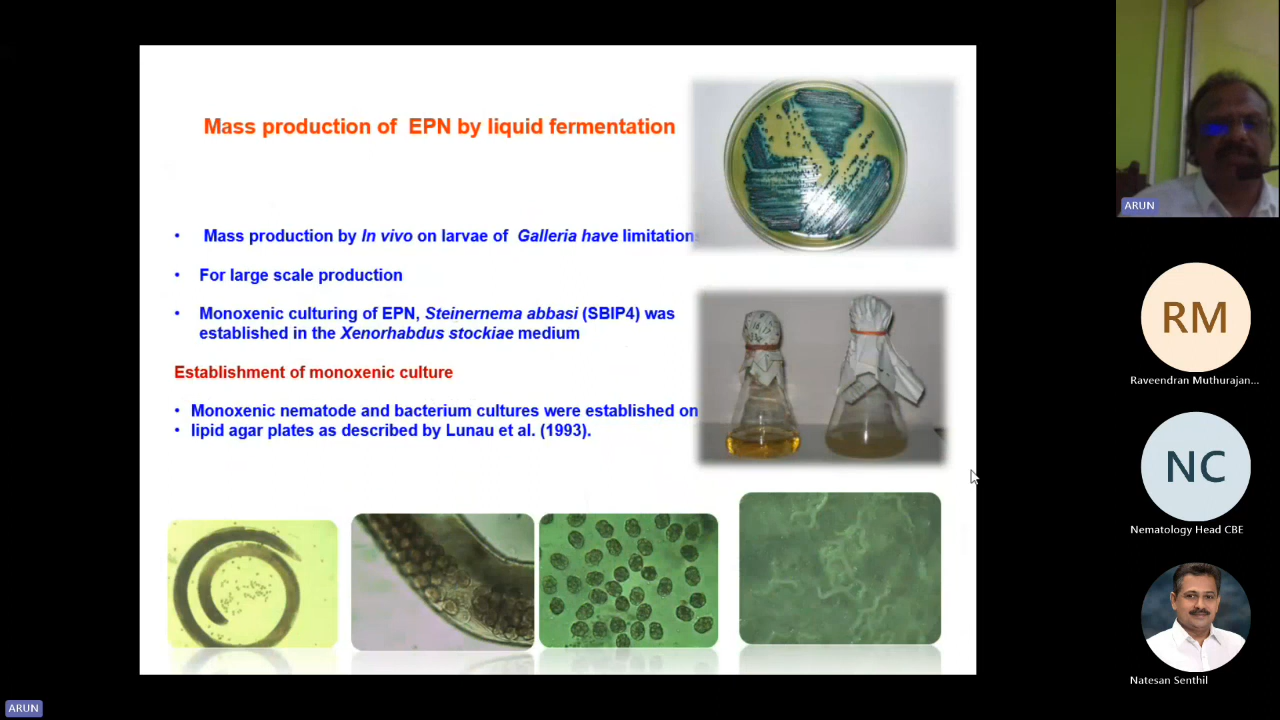 Mass production of EPN by liquid fermentation
• Mass production by In vivo on larvae of Galleria have limitations
• For large scale production
• Monoxenic culturing of EPN, Steinernema abbasi (SBIP4) was
established in the Xenorhabdus stockiae medium
Establishment of monoxenic culture
• Monoxenic nematode and bacterium cultures were established on
• lipid agar plates as described by Lunau et al. (1993).
ARUN
RM
Raveendran Muthurajan...
NC
Nematology Head CBE
Natesan Senthil
ARUN